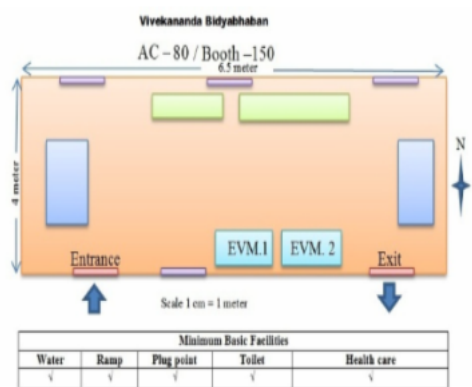 Vivekananda Bidyabhaban
AC – 80 / Booth –150
6.5 meter
4 meter
N
EVM.1 EVM. 2
Entrance Exit
Scale 1 cm = 1 meter
Minimum Basic Facilities
Water Ramp Plug point Toilet Health care
√ √ √ √ √